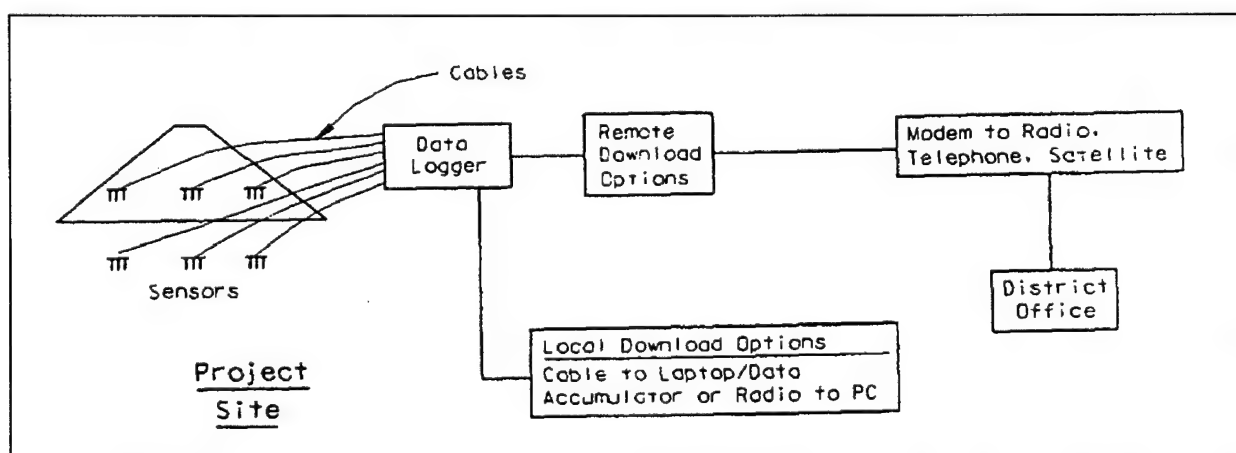 Cables
Data
Logger
Remote
Download
Options
Modem to Radio,
Telephone, Satellite
District
Office
Sensors
Local Download Options
Cable to Laptop/Data
Accumulator or Radio to PC
Project
Site